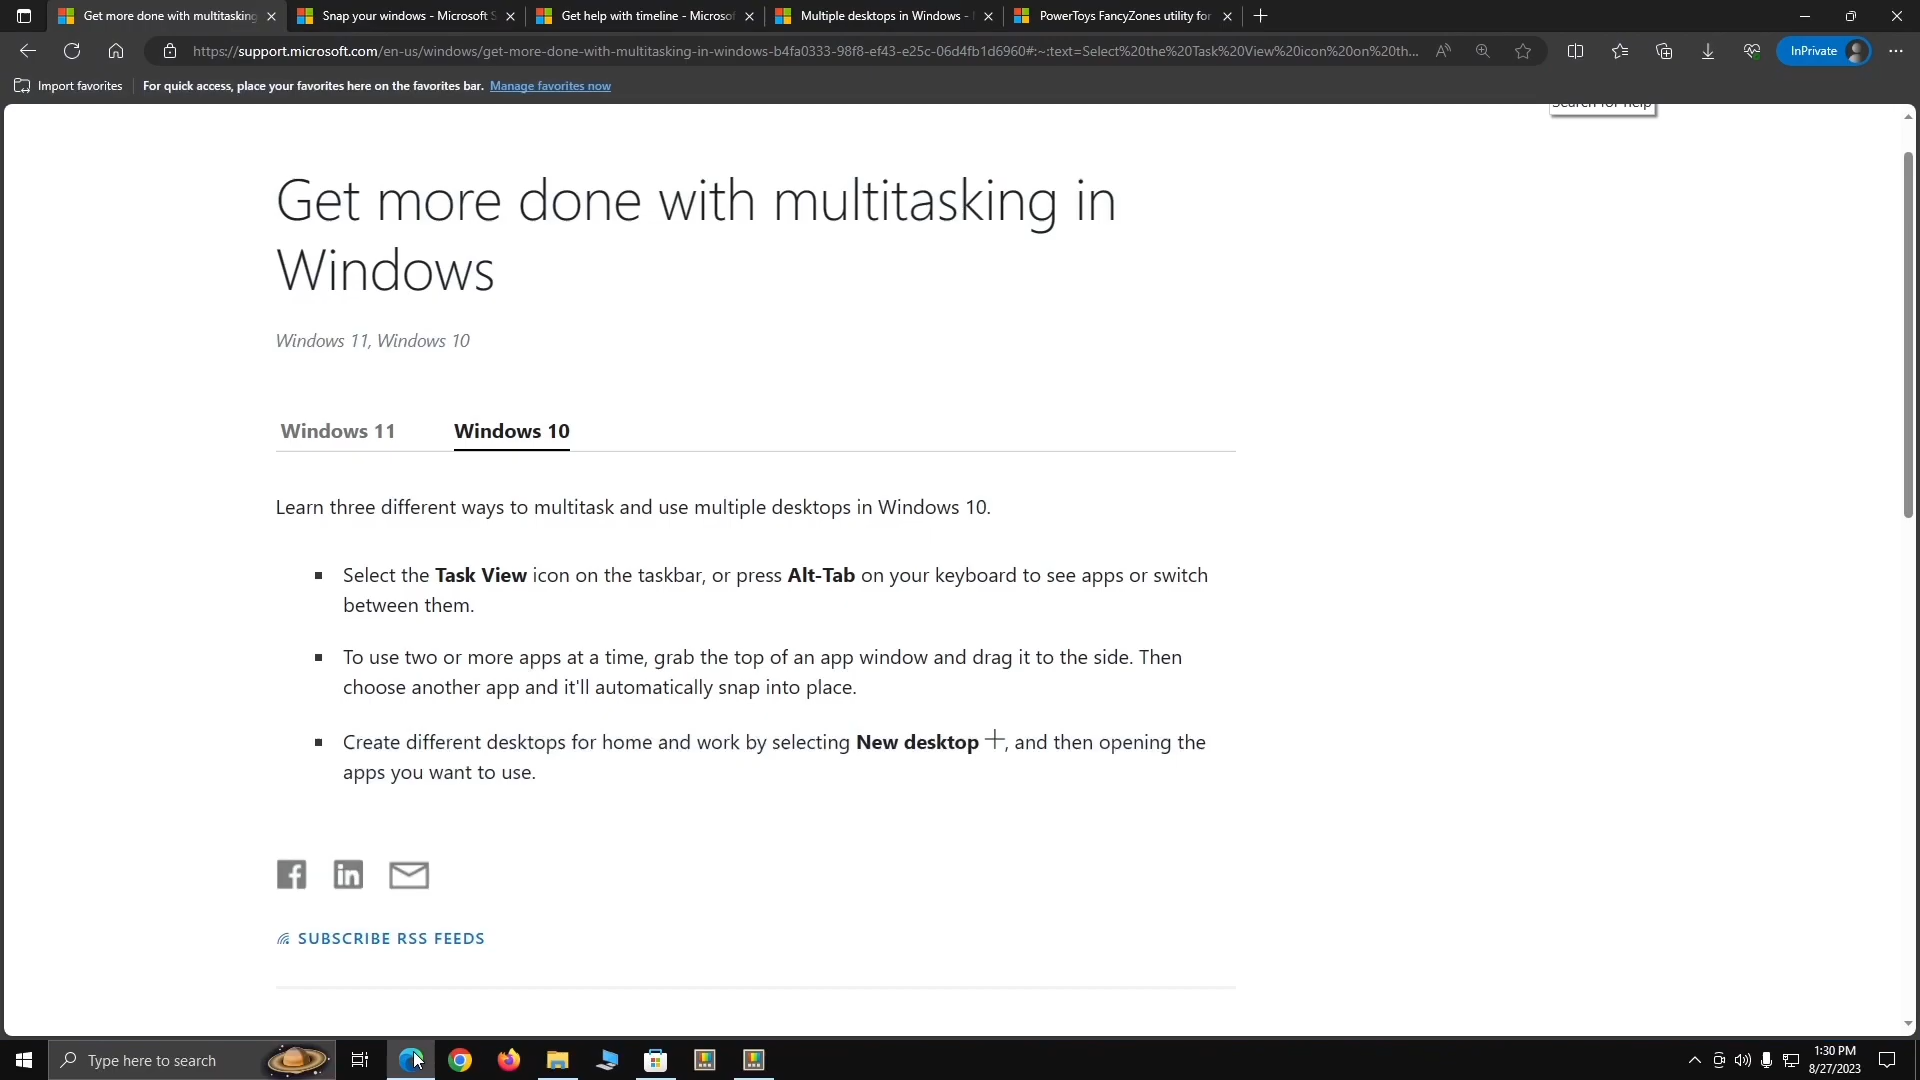 Get more done with multitasking
Snap your windows - Microsoft S
Get help with timeline - Microsof
Multiple desktops in Windows -
PowerToys FancyZones utility for
https://support.microsoft.com/en-us/windows/get-more-done-with-multitasking-in-windows-b4fa0333-98f8-ef43-e25c-06d4fb1d6960#:~:text=Select%20the%20Task%20View%20icon%20on%20th...
InPrivate
Import favorites
For quick access, place your favorites here on the favorites bar. Manage favorites now
Search for help
Get more done with multitasking in
Windows
Windows 11, Windows 10
Windows 11 Windows 10
Learn three different ways to multitask and use multiple desktops in Windows 10.
Select the Task View icon on the taskbar, or press Alt-Tab on your keyboard to see apps or switch
between them.
To use two or more apps at a time, grab the top of an app window and drag it to the side. Then
choose another app and it'll automatically snap into place.
Create different desktops for home and work by selecting New desktop +, and then opening the
apps you want to use.
SUBSCRIBE RSS FEEDS
Type here to search
1:30 PM
8/27/2023